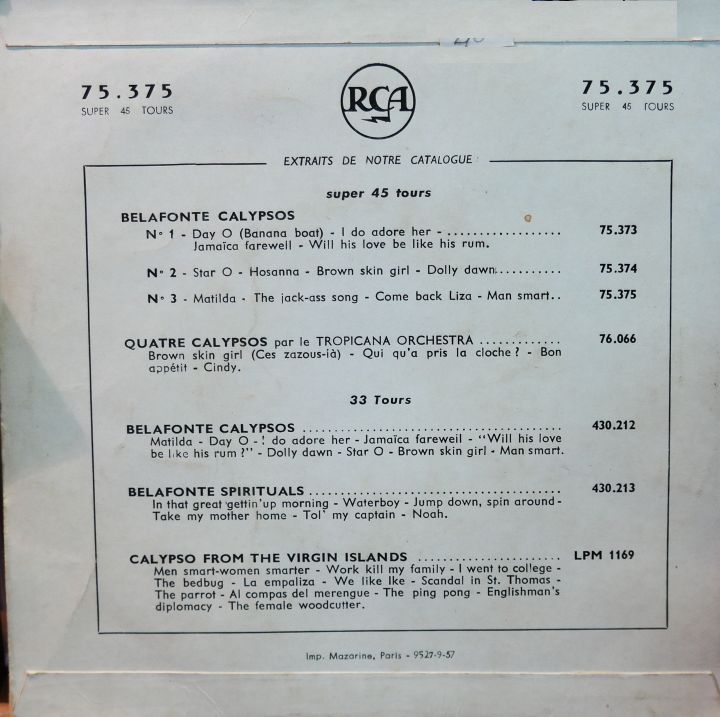 75.375
SUPER 45 TOURS
RCA
75.375
SUPER 45 TOURS
EXTRAITS DE NOTRE CATALOGUE :
super 45 tours
BELAFONTE CALYPSOS
N° 1 - Day O (Banana boat) - I do adore her - .................. 75.373
Jamaïca farewell - Will his love be like his rum.
N° 2 - Star O - Hosanna - Brown skin girl - Dolly dawn.......... 75.374
N° 3 - Matilda - The jack-ass song - Come back Liza - Man smart.. 75.375
QUATRE CALYPSOS par le TROPICANA ORCHESTRA ............. 76.066
Brown skin girl (Ces zazous-ià) - Qui qu'a pris la cloche ? - Bon
appétit - Cindy.
33 Tours
BELAFONTE CALYPSOS ........................................ 430.212
Matilda - Day O - I do adore her - Jamaïca farewell - "Will his love
be like his rum ?" - Dolly dawn - Star O - Brown skin girl - Man smart.
BELAFONTE SPIRITUALS ....................................... 430.213
In that great gettin'up morning - Waterboy - Jump down, spin around -
Take my mother home - Tol' my captain - Noah.
CALYPSO FROM THE VIRGIN ISLANDS ...................... LPM 1169
Men smart-women smarter - Work kill my family - I went to college -
The bedbug - La empaliza - We like Ike - Scandal in St. Thomas -
The parrot - Al compas del merengue - The ping pong - Englishman's
diplomacy - The female woodcutter.
Imp. Mazarine, Paris - 9527-9-57